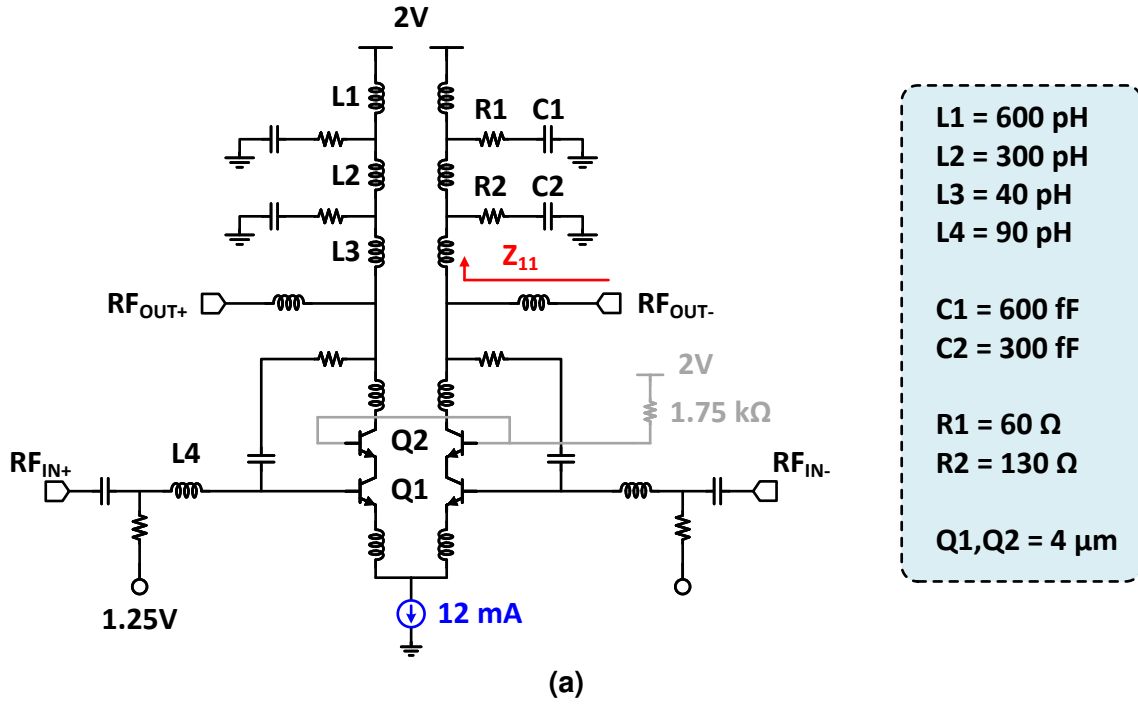 2V
L1
R1
C1
L2
R2
C2
L3
Z11
RFOUT+
RFOUT-
2V
1.75 kΩ
Q2
RFIN+
L4
Q1
RFIN-
1.25V
12 mA
L1 = 600 pH
L2 = 300 pH
L3 = 40 pH
L4 = 90 pH
C1 = 600 fF
C2 = 300 fF
R1 = 60 Ω
R2 = 130 Ω
Q1,Q2 = 4 µm
(a)